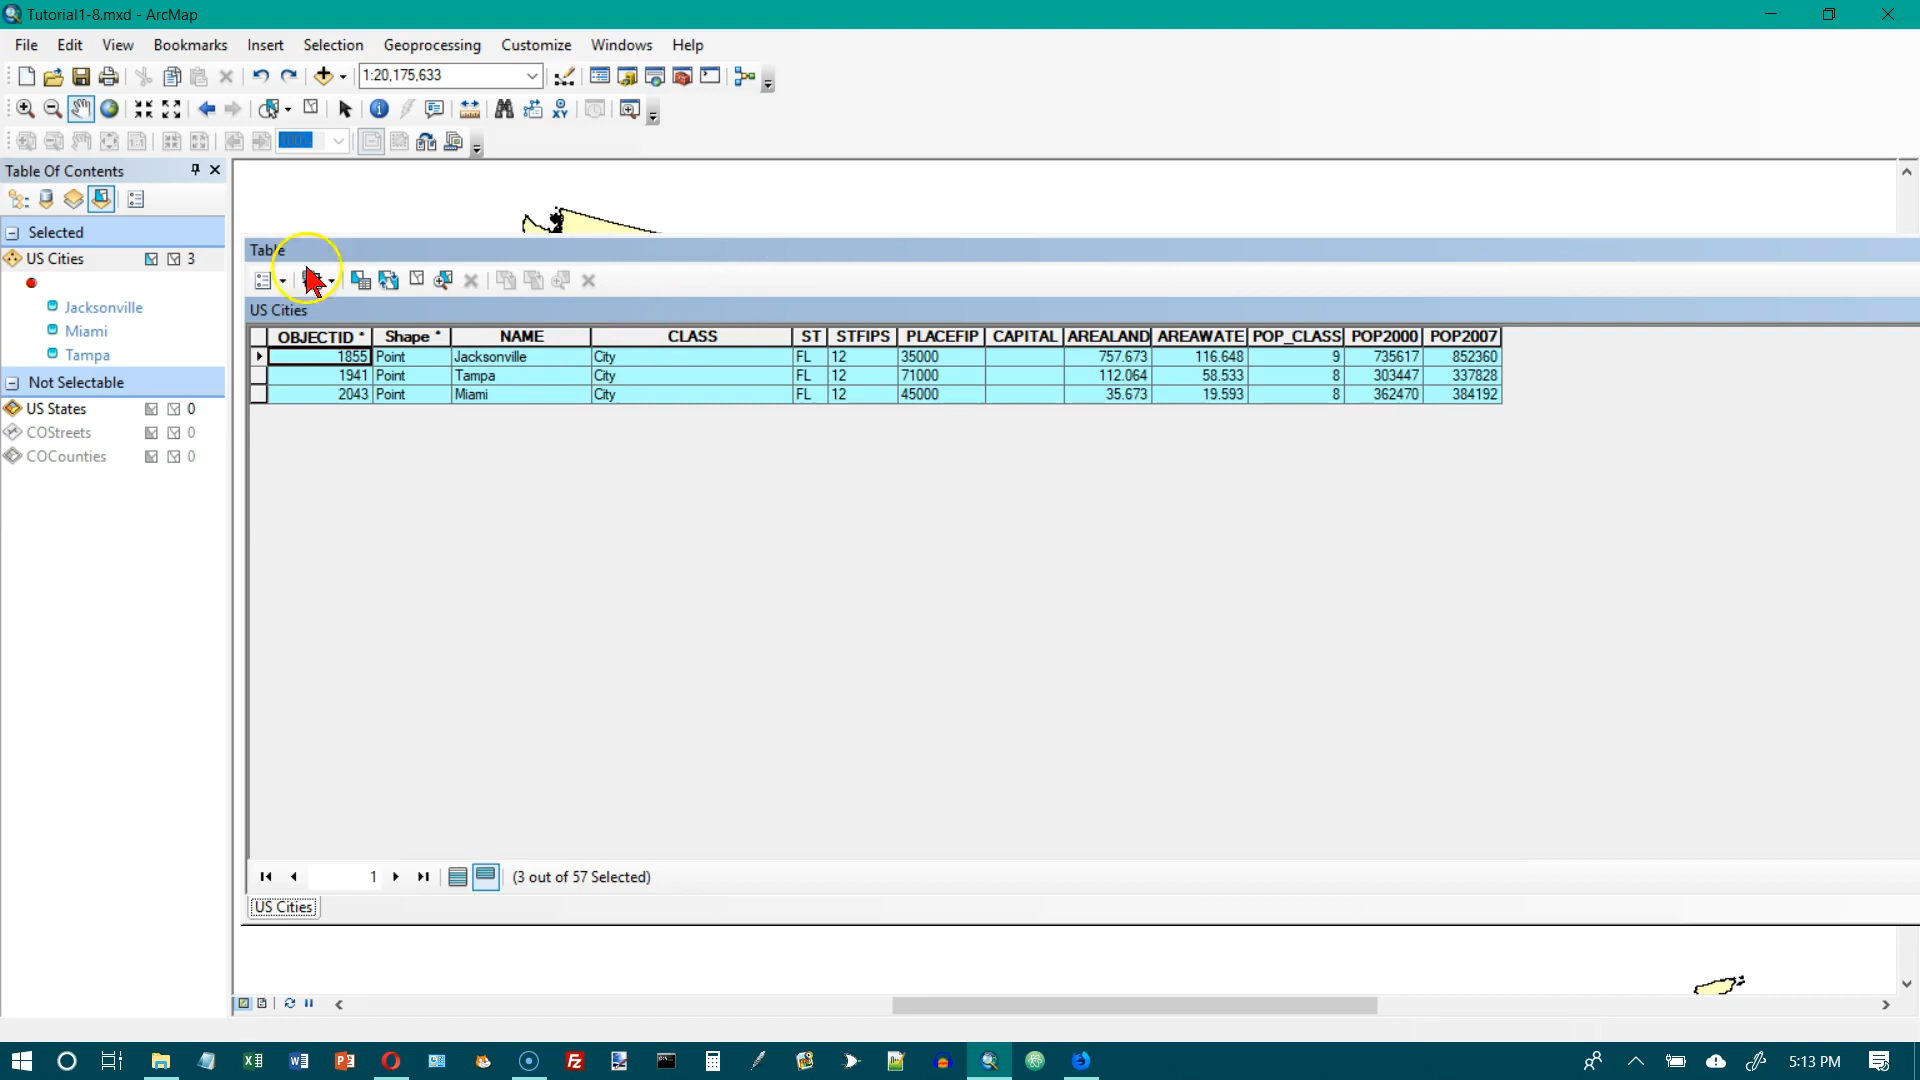 Tutorial1-8.mxd - ArcMap
File Edit View Bookmarks Insert Selection Geoprocessing Customize Windows Help
1:20,175,633
Table Of Contents
Selected
US Cities 3
Jacksonville
Miami
Tampa
Not Selectable
US States 0
COStreets 0
COCounties 0
Table
US Cities
OBJECTID * Shape * NAME CLASS ST STFIPS PLACEFIP CAPITAL AREALAND AREAWATE POP_CLASS POP2000 POP2007
1855 Point Jacksonville City FL 12 35000 757.673 116.648 9 735617 852360
1941 Point Tampa City FL 12 71000 112.064 58.533 8 303447 337828
2043 Point Miami City FL 12 45000 35.673 19.593 8 362470 384192
1 (3 out of 57 Selected)
US Cities
5:13 PM